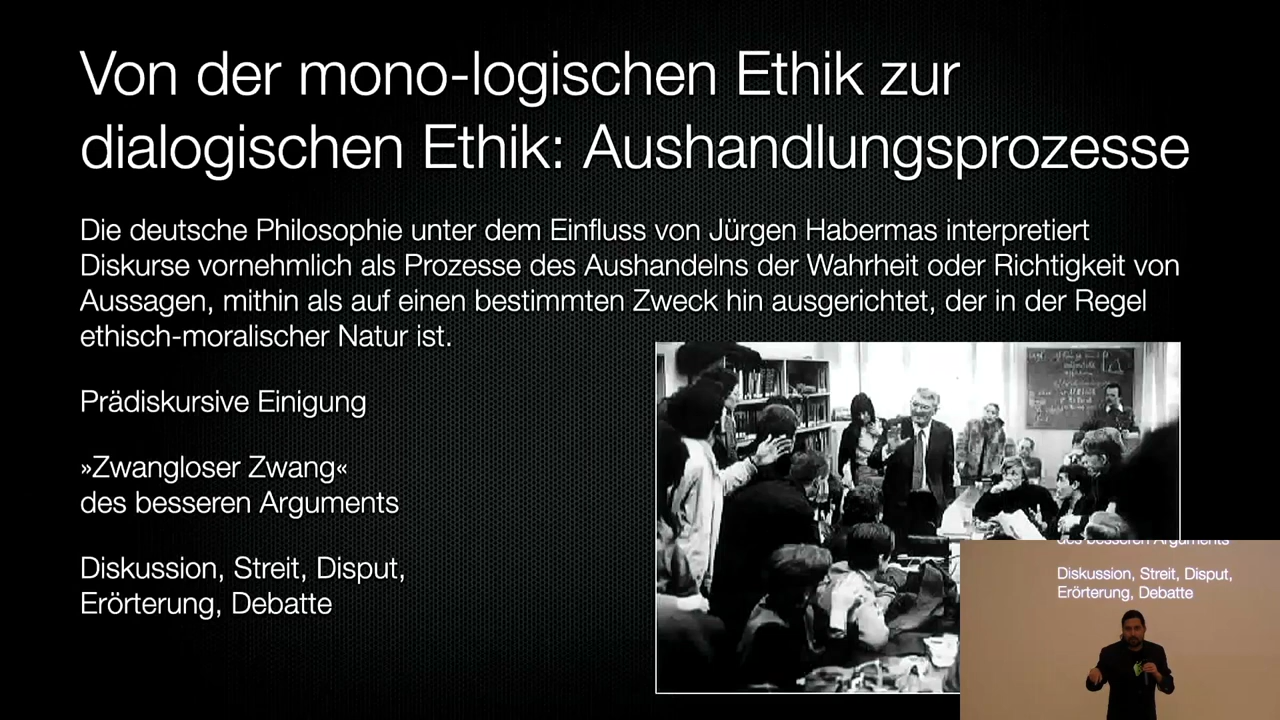 Von der mono-logischen Ethik zur
dialogischen Ethik: Aushandlungsprozesse
Die deutsche Philosophie unter dem Einfluss von Jürgen Habermas interpretiert
Diskurse vornehmlich als Prozesse des Aushandelns der Wahrheit oder Richtigkeit von
Aussagen, mithin als auf einen bestimmten Zweck hin ausgerichtet, der in der Regel
ethisch-moralischer Natur ist.
Prädiskursive Einigung
»Zwangloser Zwang«
des besseren Arguments
Diskussion, Streit, Disput,
Erörterung, Debatte
des besseren Arguments
Diskussion, Streit, Disput,
Erörterung, Debatte